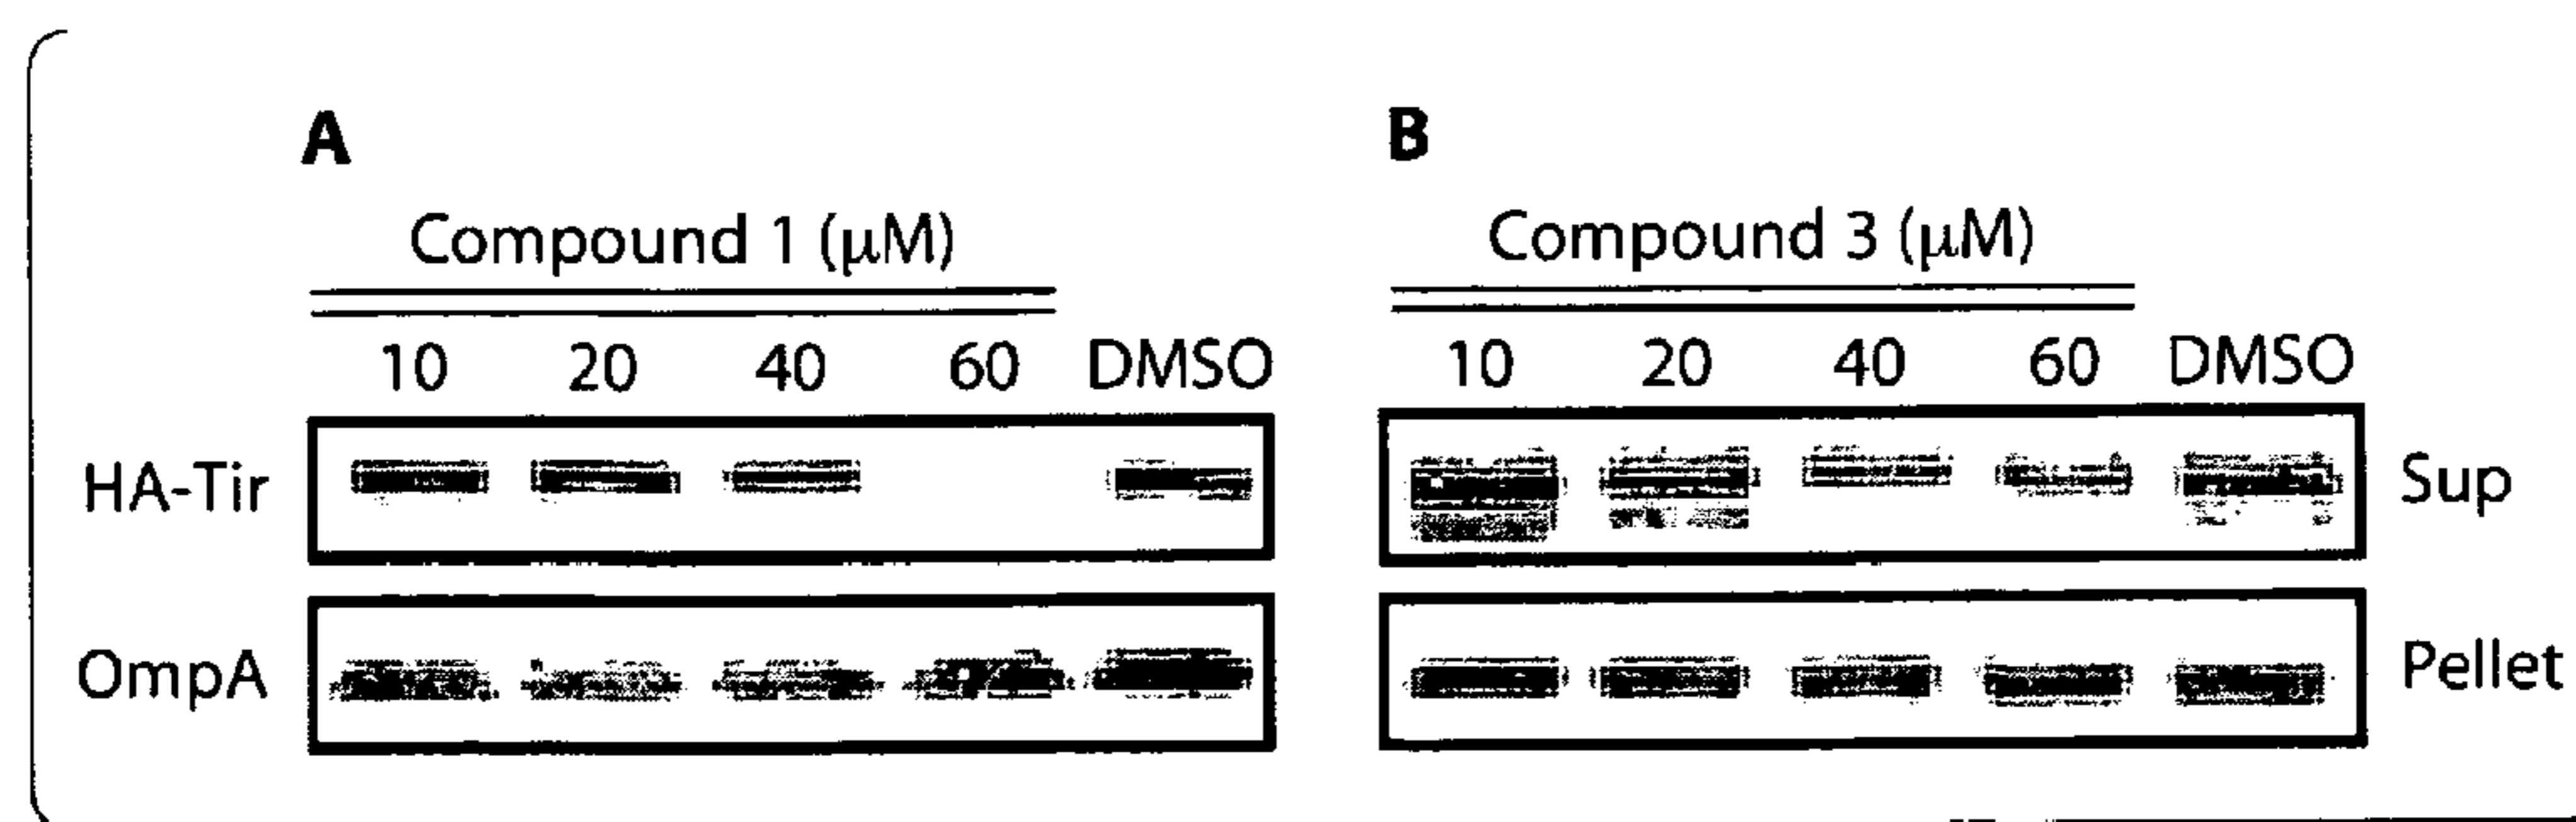 A
Compound 1 (μM)
10 20 40 60 DMSO
HA-Tir
OmpA
B
Compound 3 (μM)
10 20 40 60 DMSO
Sup
Pellet